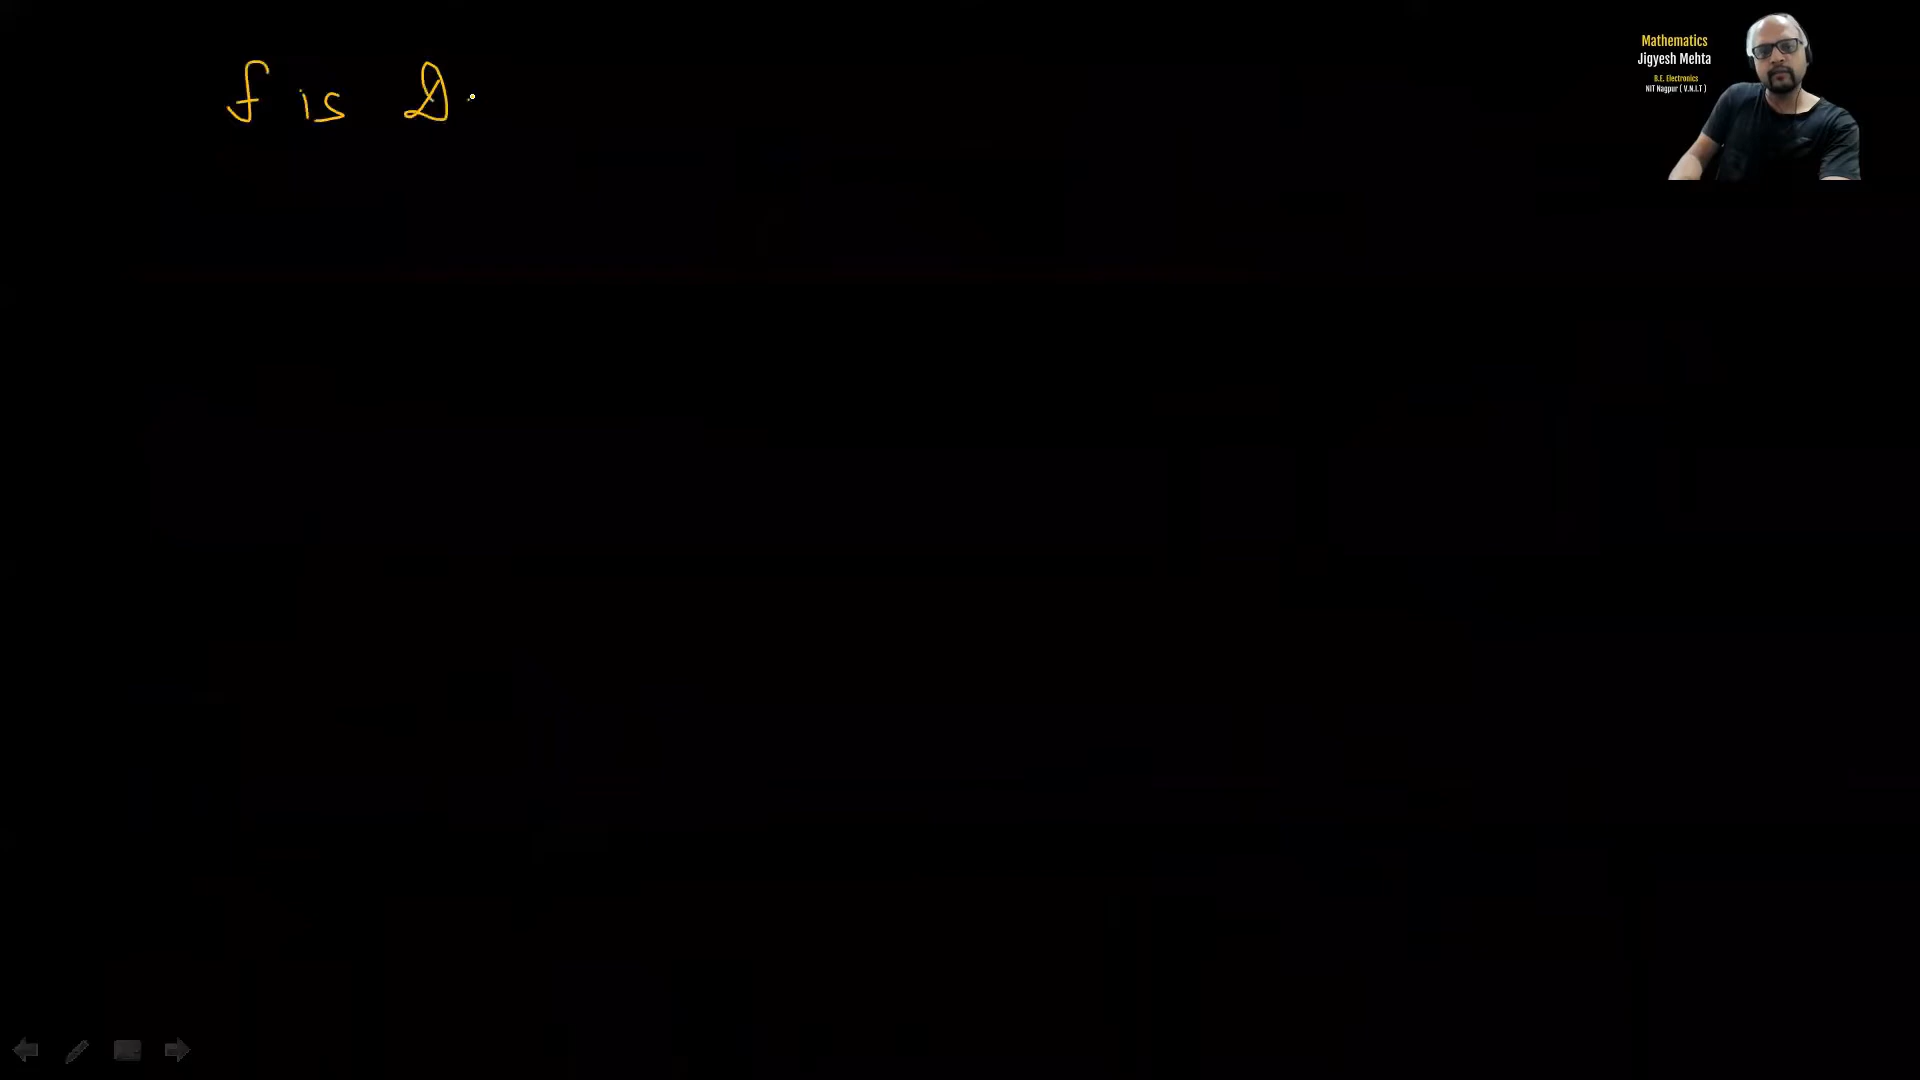 f is D
Mathematics
Jigyesh Mehta
B.E. Electronics
NIT Nagpur ( V.N.I.T )